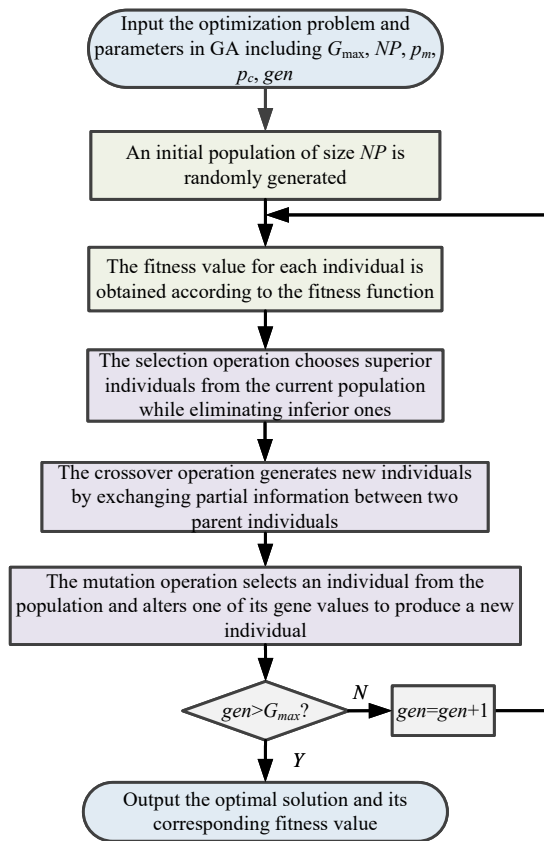 Input the optimization problem and
parameters in GA including Gmax, NP, pm,
pc, gen
An initial population of size NP is
randomly generated
The fitness value for each individual is
obtained according to the fitness function
The selection operation chooses superior
individuals from the current population
while eliminating inferior ones
The crossover operation generates new individuals
by exchanging partial information between two
parent individuals
The mutation operation selects an individual from the
population and alters one of its gene values to produce a new
individual
gen>Gmax?
N
gen=gen+1
Y
Output the optimal solution and its
corresponding fitness value